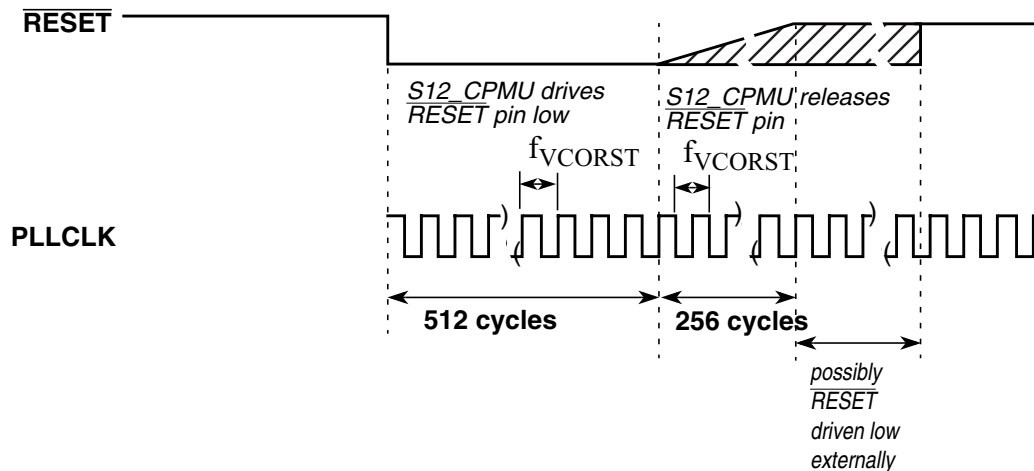 RESET
S12_CPMU drives
RESET pin low
S12_CPMU releases
RESET pin
fVCORST
fVCORST
PLLCLK
512 cycles
256 cycles
possibly
RESET
driven low
externally